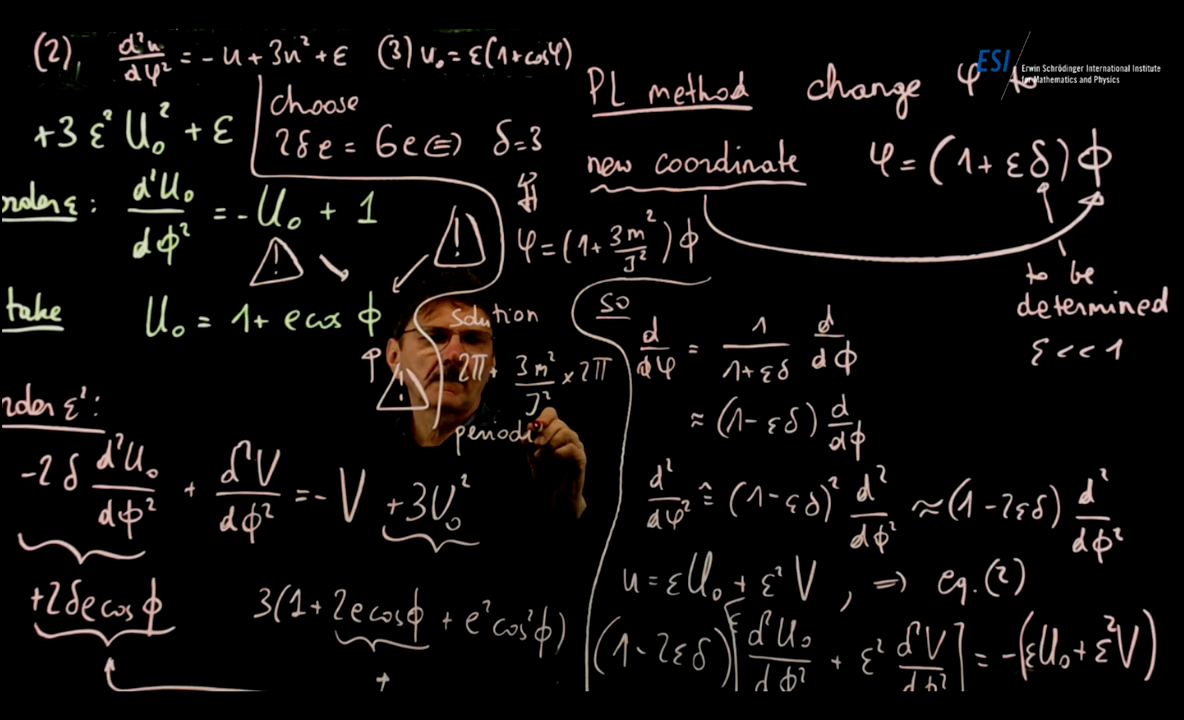 (2), d²u/dφ² = -u + 3u² + ε (3) u₀ = ε(1+cosφ)
+3 ε² U₀² + ε
choose
2δe = 6e ⇔ δ=3
⇕
φ = (1 + 3m²/J²) ϕ
order ε: d²U₀/dϕ² = - U₀ + 1
take U₀ = 1 + e cos ϕ
solution
2π + 3m²/J² × 2π
periodi
order ε²:
-2δ d²U₀/dϕ² + d²V/dϕ² = - V + 3U₀²
+2δe cos ϕ 3(1 + 2e cosϕ + e² cos²ϕ)
ESI Erwin Schrödinger International Institute
for Mathematics and Physics
PL method change φ to
new coordinate φ = (1 + εδ) ϕ
to be
determined
ε << 1
so
d/dφ = 1/(1+εδ) d/dϕ
≈ (1-εδ) d/dϕ
d²/dφ² ≙ (1-εδ)² d²/dϕ² ≈ (1-2εδ) d²/dϕ²
u = εU₀ + ε²V , ⇒ eq.(2)
(1-2εδ)[ε d²U₀/dϕ² + ε² d²V/dϕ²] = -(εU₀ + ε²V)